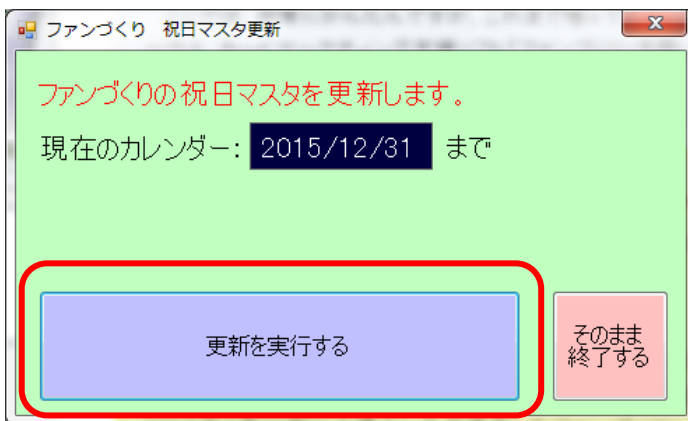 ファンづくり 祝日マスタ更新
ファンづくりの祝日マスタを更新します。
現在のカレンダー: 2015/12/31 まで
更新を実行する
そのまま
終了する